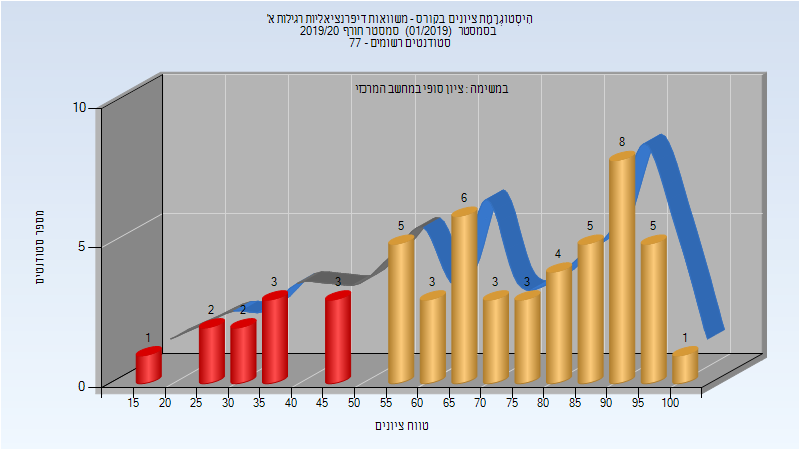 היסטוגרמת ציונים בקורס - משוואות דיפרנציאליות רגילות א'
בסמסטר (01/2019) סמסטר חורף 2019/20
סטודנטים רשומים - 77
במשימה : ציון סופי במחשב המרכזי
מספר סטודנטים
10
5
0
1
2
2
3
3
5
3
6
3
3
4
5
8
5
1
15 20 25 30 35 40 45 50 55 60 65 70 75 80 85 90 95 100
טווח ציונים